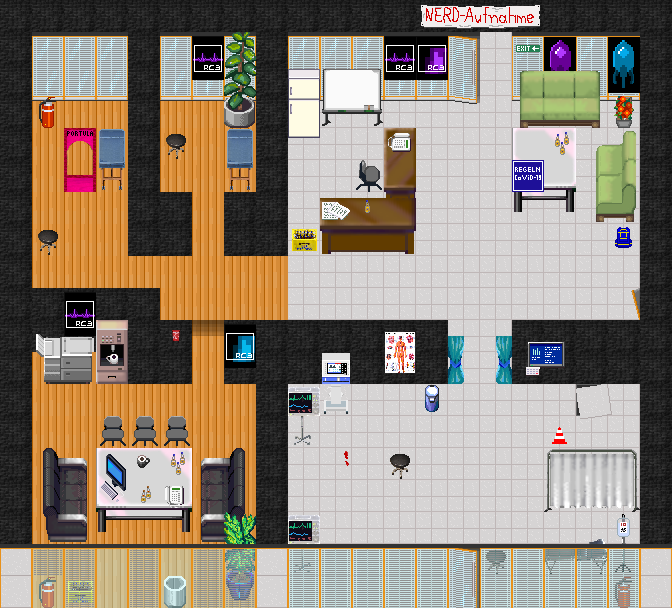 NERD-Aufnahme
EXIT ←
RC3
RC3
RC3
FORTUNA
REGELN
CoViD-19
RC3
RC3